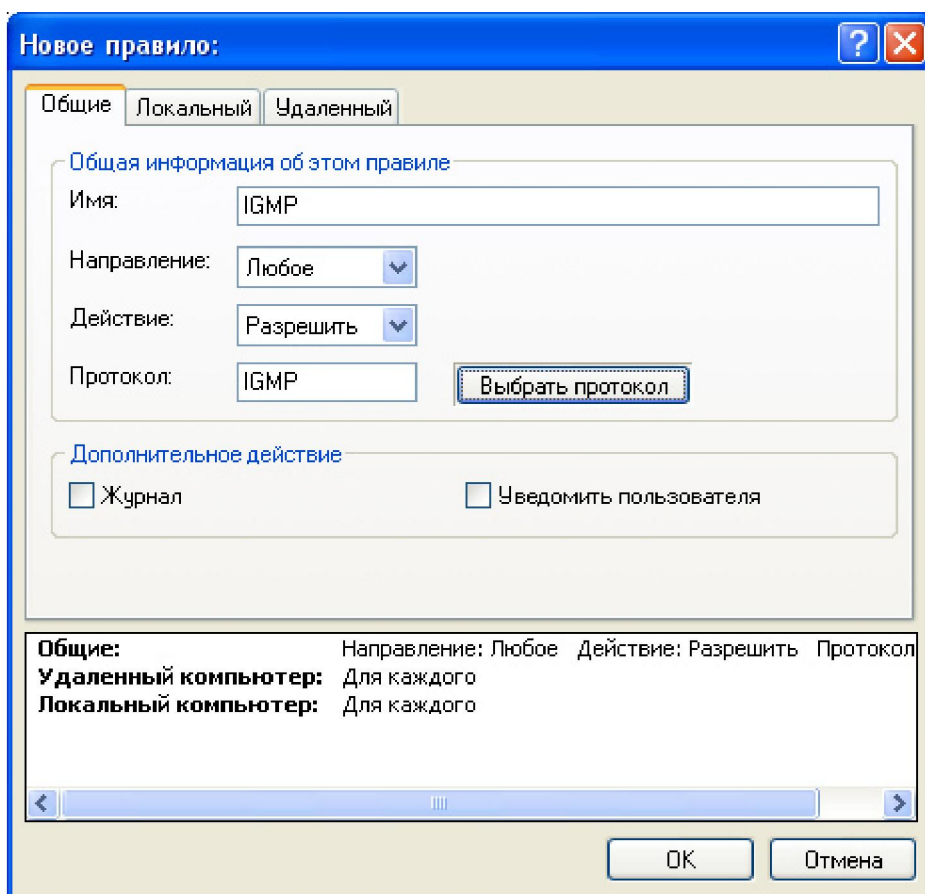 Новое правило:
Общие Локальный Удаленный
Общая информация об этом правиле
Имя: IGMP
Направление: Любое
Действие: Разрешить
Протокол: IGMP Выбрать протокол
Дополнительное действие
Журнал Уведомить пользователя
Общие: Направление: Любое Действие: Разрешить Протокол
Удаленный компьютер: Для каждого
Локальный компьютер: Для каждого
OK Отмена